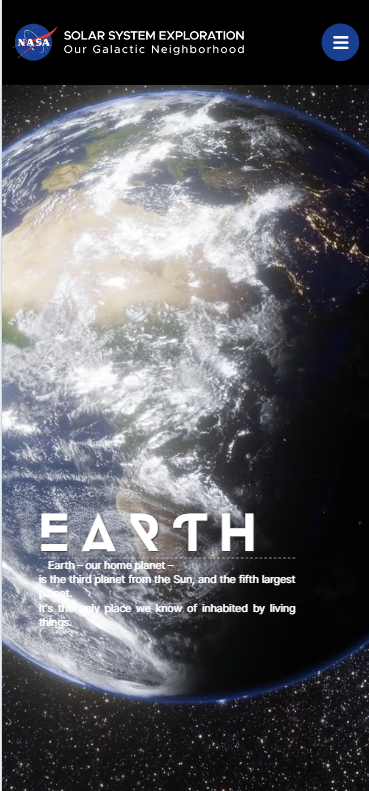 NASA
SOLAR SYSTEM EXPLORATION
Our Galactic Neighborhood
EARTH
Earth – our home planet –
is the third planet from the Sun, and the fifth largest
planet.
It's the only place we know of inhabited by living
things.